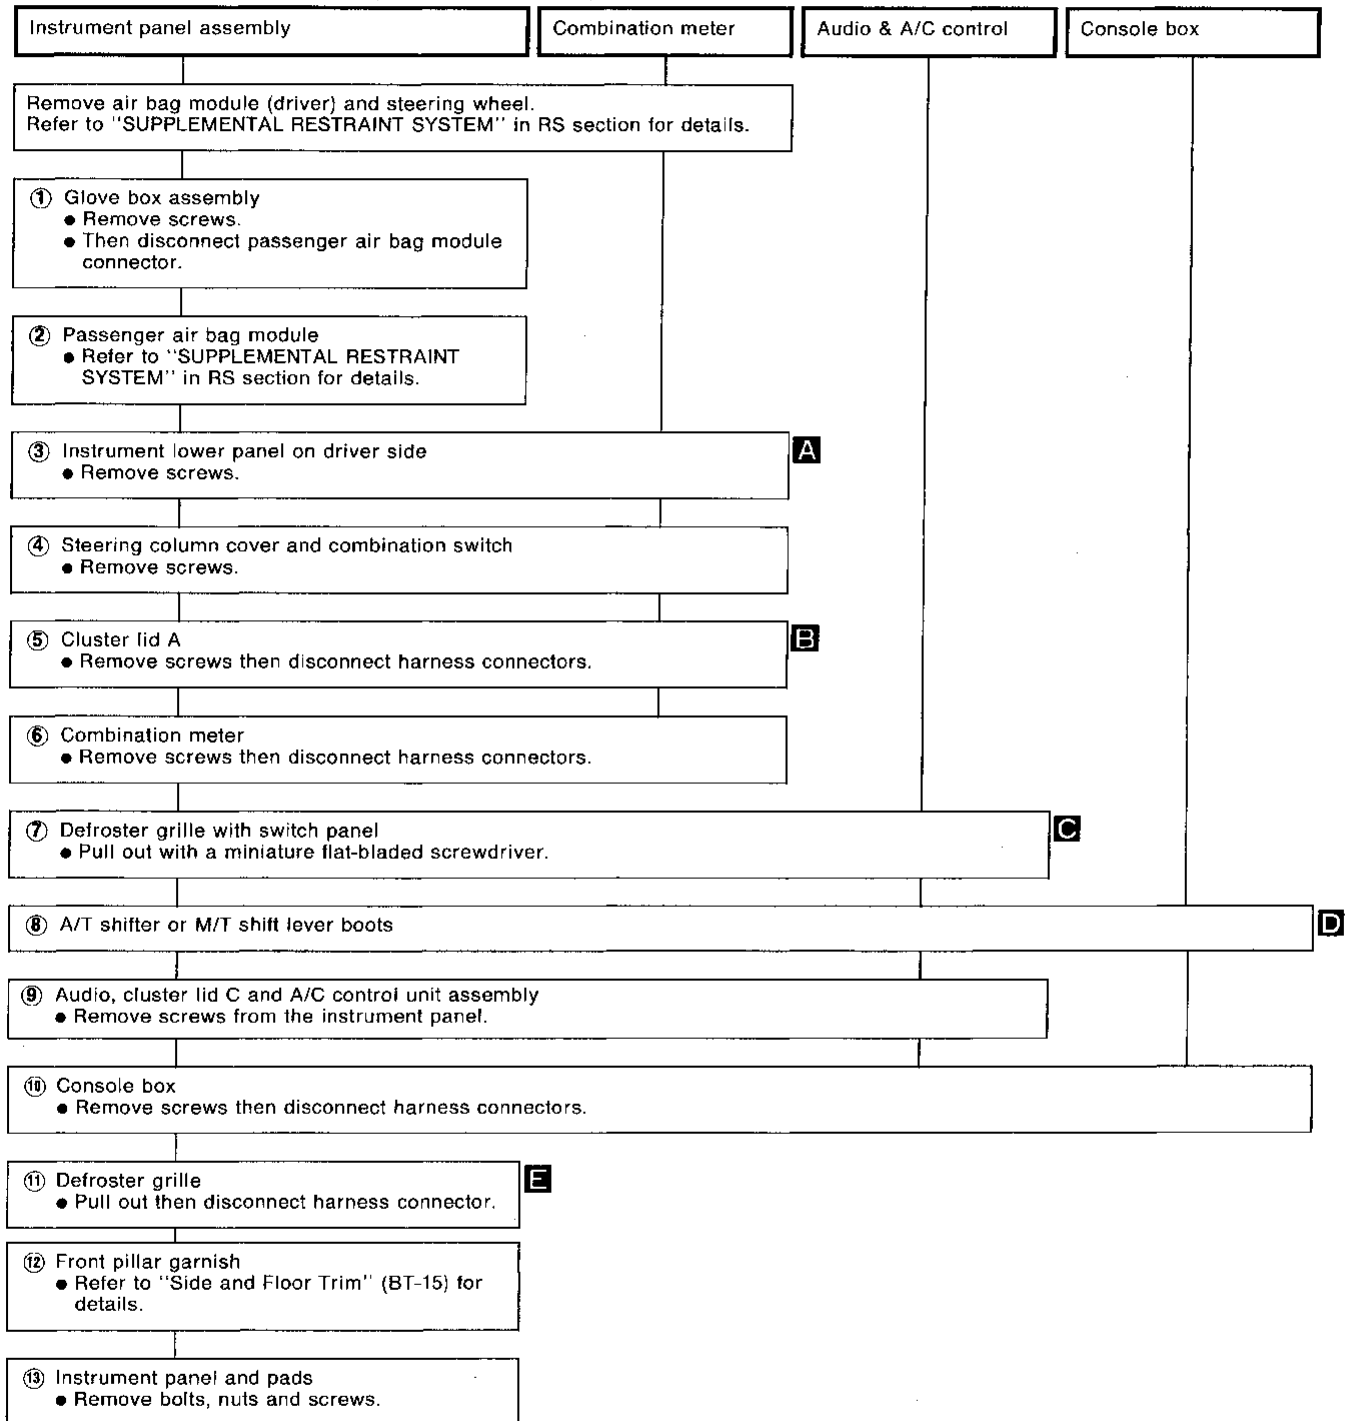 Instrument panel assembly
Combination meter
Audio & A/C control
Console box
Remove air bag module (driver) and steering wheel.
Refer to "SUPPLEMENTAL RESTRAINT SYSTEM" in RS section for details.
① Glove box assembly
● Remove screws.
● Then disconnect passenger air bag module
connector.
② Passenger air bag module
● Refer to "SUPPLEMENTAL RESTRAINT
SYSTEM" in RS section for details.
③ Instrument lower panel on driver side
● Remove screws.
A
④ Steering column cover and combination switch
● Remove screws.
⑤ Cluster lid A
● Remove screws then disconnect harness connectors.
B
⑥ Combination meter
● Remove screws then disconnect harness connectors.
⑦ Defroster grille with switch panel
● Pull out with a miniature flat-bladed screwdriver.
C
⑧ A/T shifter or M/T shift lever boots
D
⑨ Audio, cluster lid C and A/C control unit assembly
● Remove screws from the instrument panel.
⑩ Console box
● Remove screws then disconnect harness connectors.
⑪ Defroster grille
● Pull out then disconnect harness connector.
E
⑫ Front pillar garnish
● Refer to "Side and Floor Trim" (BT-15) for
details.
⑬ Instrument panel and pads
● Remove bolts, nuts and screws.